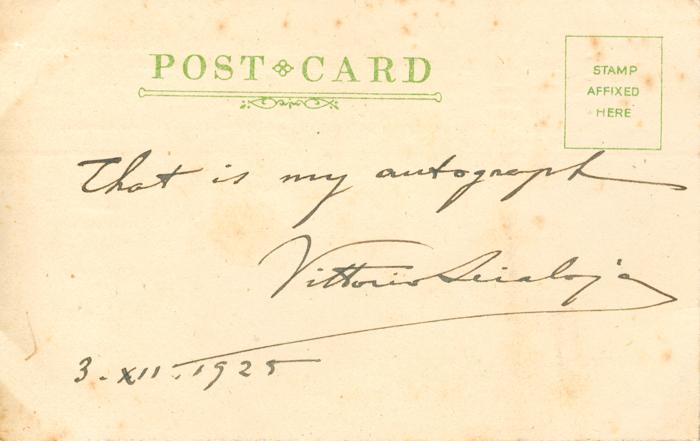 POST CARD
STAMP
AFFIXED
HERE
That is my autograph
Vittorio Scialoja
3. XII. 1925